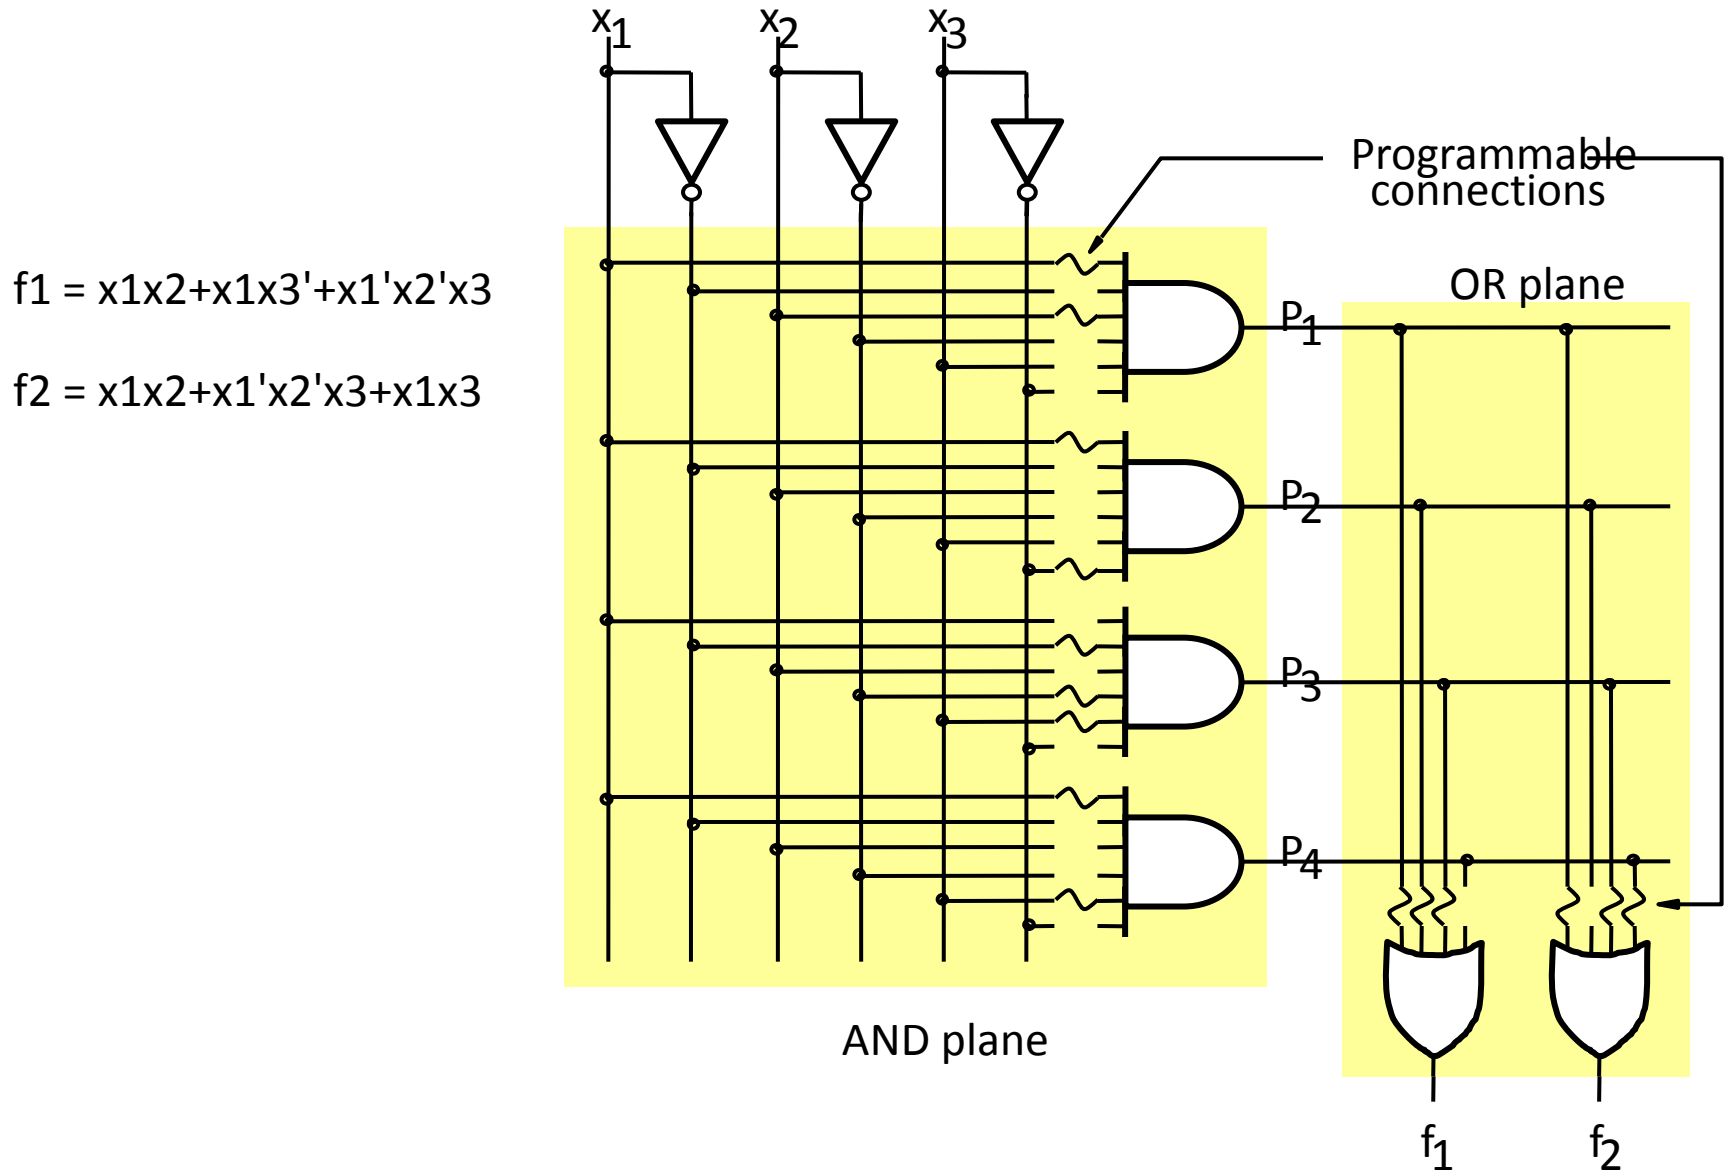 x1 x2 x3
Programmable
connections
f1 = x1x2+x1x3'+x1'x2'x3
OR plane
P1
f2 = x1x2+x1'x2'x3+x1x3
P2
P3
P4
AND plane
f1 f2